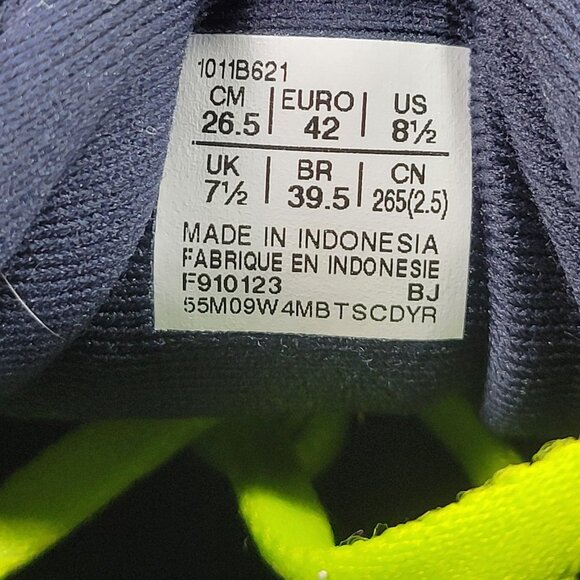 1011B621
CM EURO US
26.5 42 8½
UK BR CN
7½ 39.5 265(2.5)
MADE IN INDONESIA
FABRIQUE EN INDONESIE
F910123 BJ
55M09W4MBTSCDYR